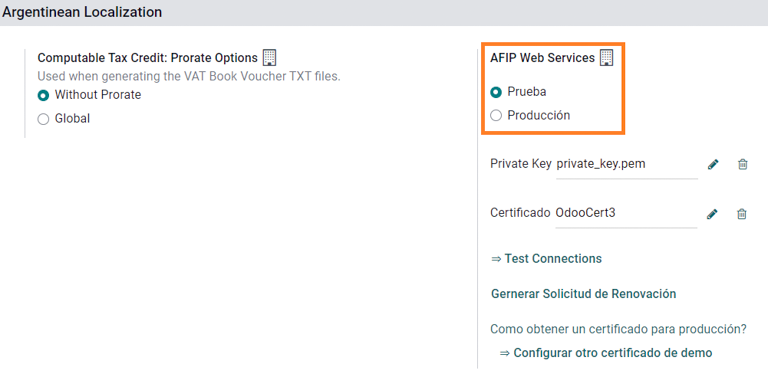 Argentinean Localization
Computable Tax Credit: Prorate Options
Used when generating the VAT Book Voucher TXT files.
Without Prorate
Global
AFIP Web Services
Prueba
Producción
Private Key private_key.pem
Certificado OdooCert3
⇒ Test Connections
Gernerar Solicitud de Renovación
Como obtener un certificado para producción?
⇒ Configurar otro certificado de demo